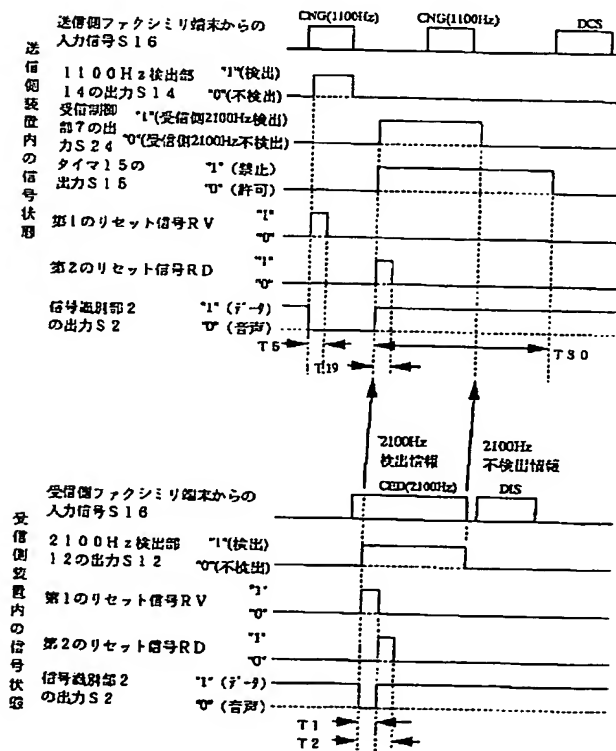 CNG(1100Hz) CNG(1100Hz) DCS
送信側ファクシミリ端末からの
入力信号S16
1100Hz検出部 "1"(検出)
14の出力S14 "0"(不検出)
受信制御 "1"(受信側2100Hz検出)
部7の出
力S24 "0"(受信側2100Hz不検出)
タイマ15の "1"(禁止)
出力S15 "0"(許可)
第1のリセット信号RV "1"
"0"
第2のリセット信号RD "1"
"0"
信号識別部2 "1"(データ)
の出力S2 "0"(音声)
T5
T30
T19
送信側装置内の信号状態
2100Hz
検出情報
2100Hz
不検出情報
CED(2100Hz) DIS
受信側ファクシミリ端末からの
入力信号S16
2100Hz検出部 "1"(検出)
12の出力S12 "0"(不検出)
第1のリセット信号RV "1"
"0"
第2のリセット信号RD "1"
"0"
信号識別部2 "1"(データ)
の出力S2 "0"(音声)
T1
T2
受信側装置内の信号状態